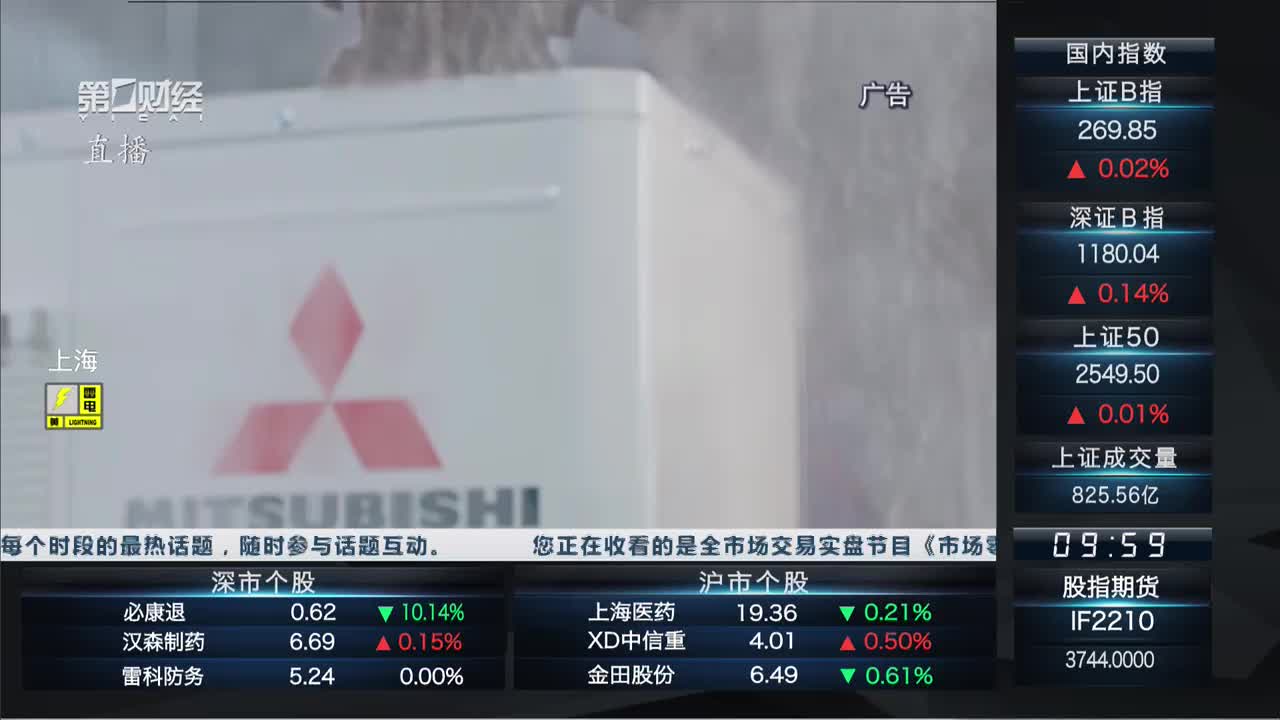 第一财经
YICAI
直播
广告
上海
雷电
黄 LIGHTNING
MITSUBISHI
每个时段的最热话题，随时参与话题互动。 您正在收看的是全市场交易实盘节目《市场零
深市个股
必康退 0.62 ▼ 10.14%
汉森制药 6.69 ▲ 0.15%
雷科防务 5.24 0.00%
沪市个股
上海医药 19.36 ▼ 0.21%
XD中信重 4.01 ▲ 0.50%
金田股份 6.49 ▼ 0.61%
国内指数
上证B指
269.85
▲ 0.02%
深证B指
1180.04
▲ 0.14%
上证50
2549.50
▲ 0.01%
上证成交量
825.56亿
09:59
股指期货
IF2210
3744.0000